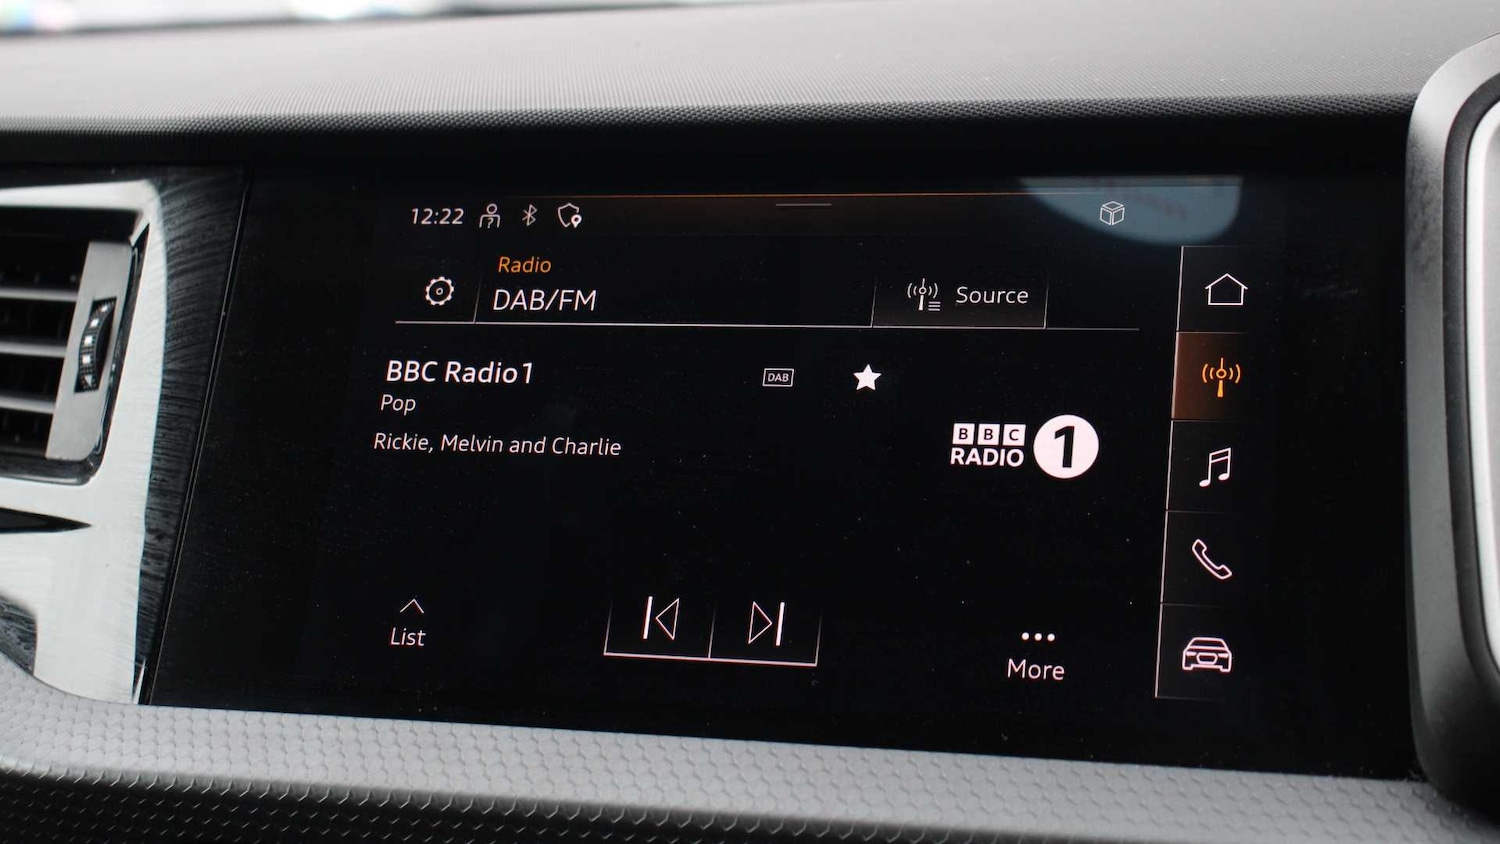 12:22
Radio
DAB/FM
Source
BBC Radio 1
DAB
Pop
Rickie, Melvin and Charlie
BBC
RADIO 1
List
More